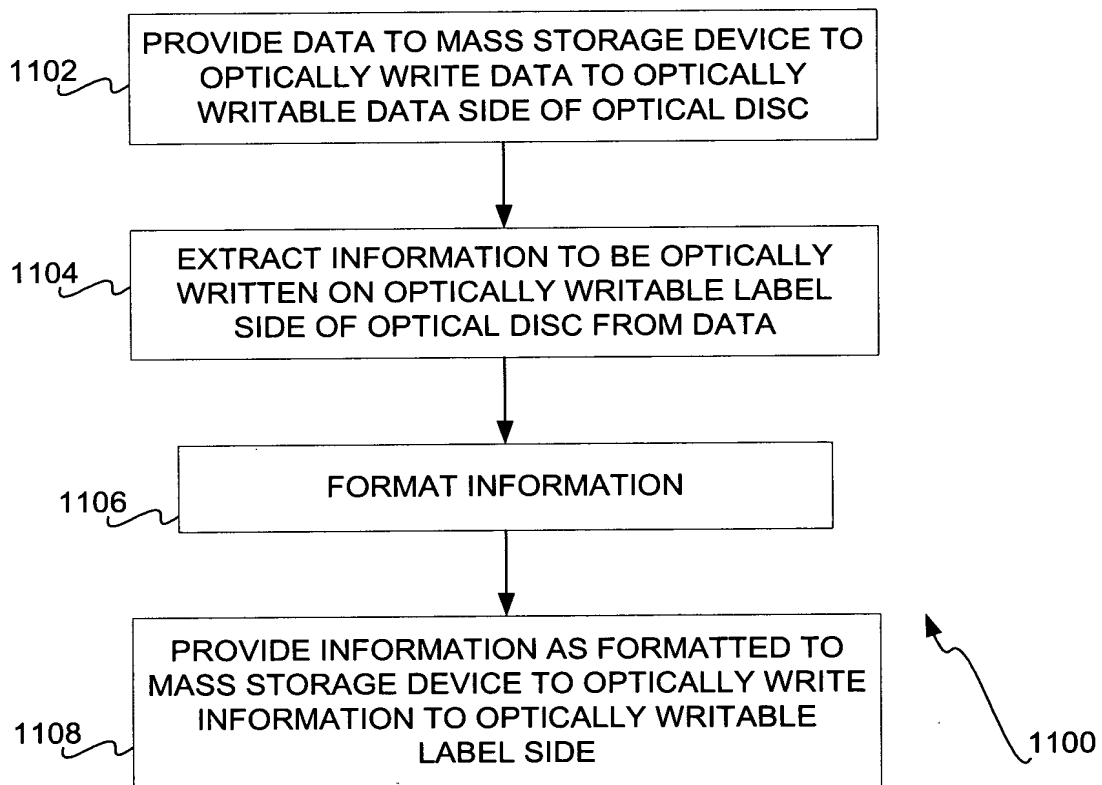 1102
PROVIDE DATA TO MASS STORAGE DEVICE TO
OPTICALLY WRITE DATA TO OPTICALLY
WRITABLE DATA SIDE OF OPTICAL DISC
1104
EXTRACT INFORMATION TO BE OPTICALLY
WRITTEN ON OPTICALLY WRITABLE LABEL
SIDE OF OPTICAL DISC FROM DATA
1106
FORMAT INFORMATION
1108
PROVIDE INFORMATION AS FORMATTED TO
MASS STORAGE DEVICE TO OPTICALLY WRITE
INFORMATION TO OPTICALLY WRITABLE
LABEL SIDE
1100